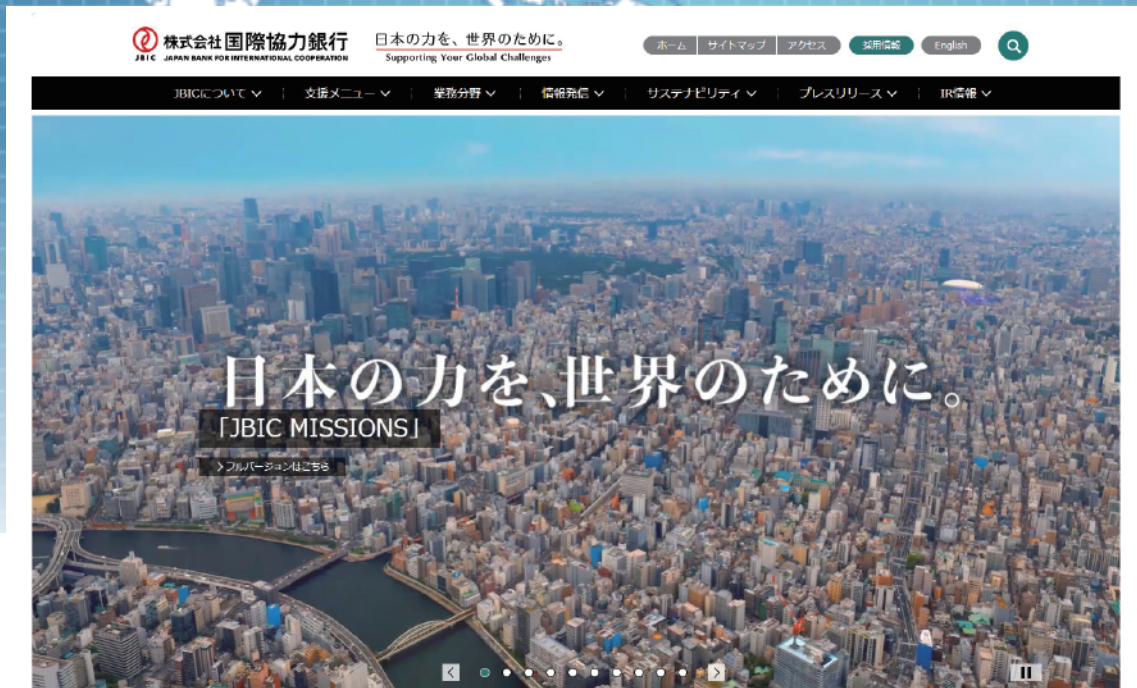 株式会社国際協力銀行
JBIC JAPAN BANK FOR INTERNATIONAL COOPERATION
日本の力を、世界のために。
Supporting Your Global Challenges
ホーム サイトマップ アクセス 採用情報 English
JBICについて 支援メニュー 業務分野 情報発信 サステナビリティ プレスリリース IR情報
日本の力を、世界のために。
「JBIC MISSIONS」
フルバージョンはこちら